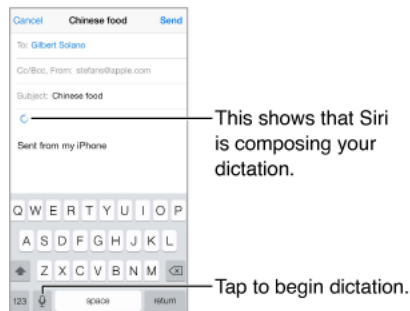 Cancel Chinese food Send
To: Gilbert Solano
Cc/Bcc, From: stefans@apple.com
Subject: Chinese food
This shows that Siri
is composing your
dictation.
Sent from my iPhone
Q W E R T Y U I O P
A S D F G H J K L
Z X C V B N M
123 space return
Tap to begin dictation.